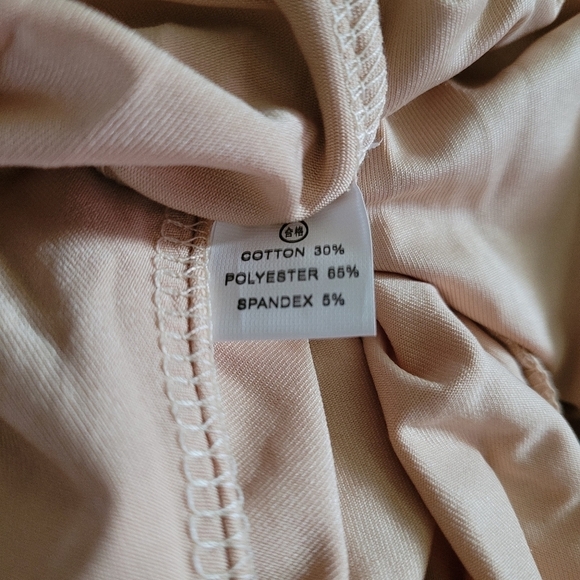 合格
COTTON 30%
POLYESTER 65%
SPANDEX 5%